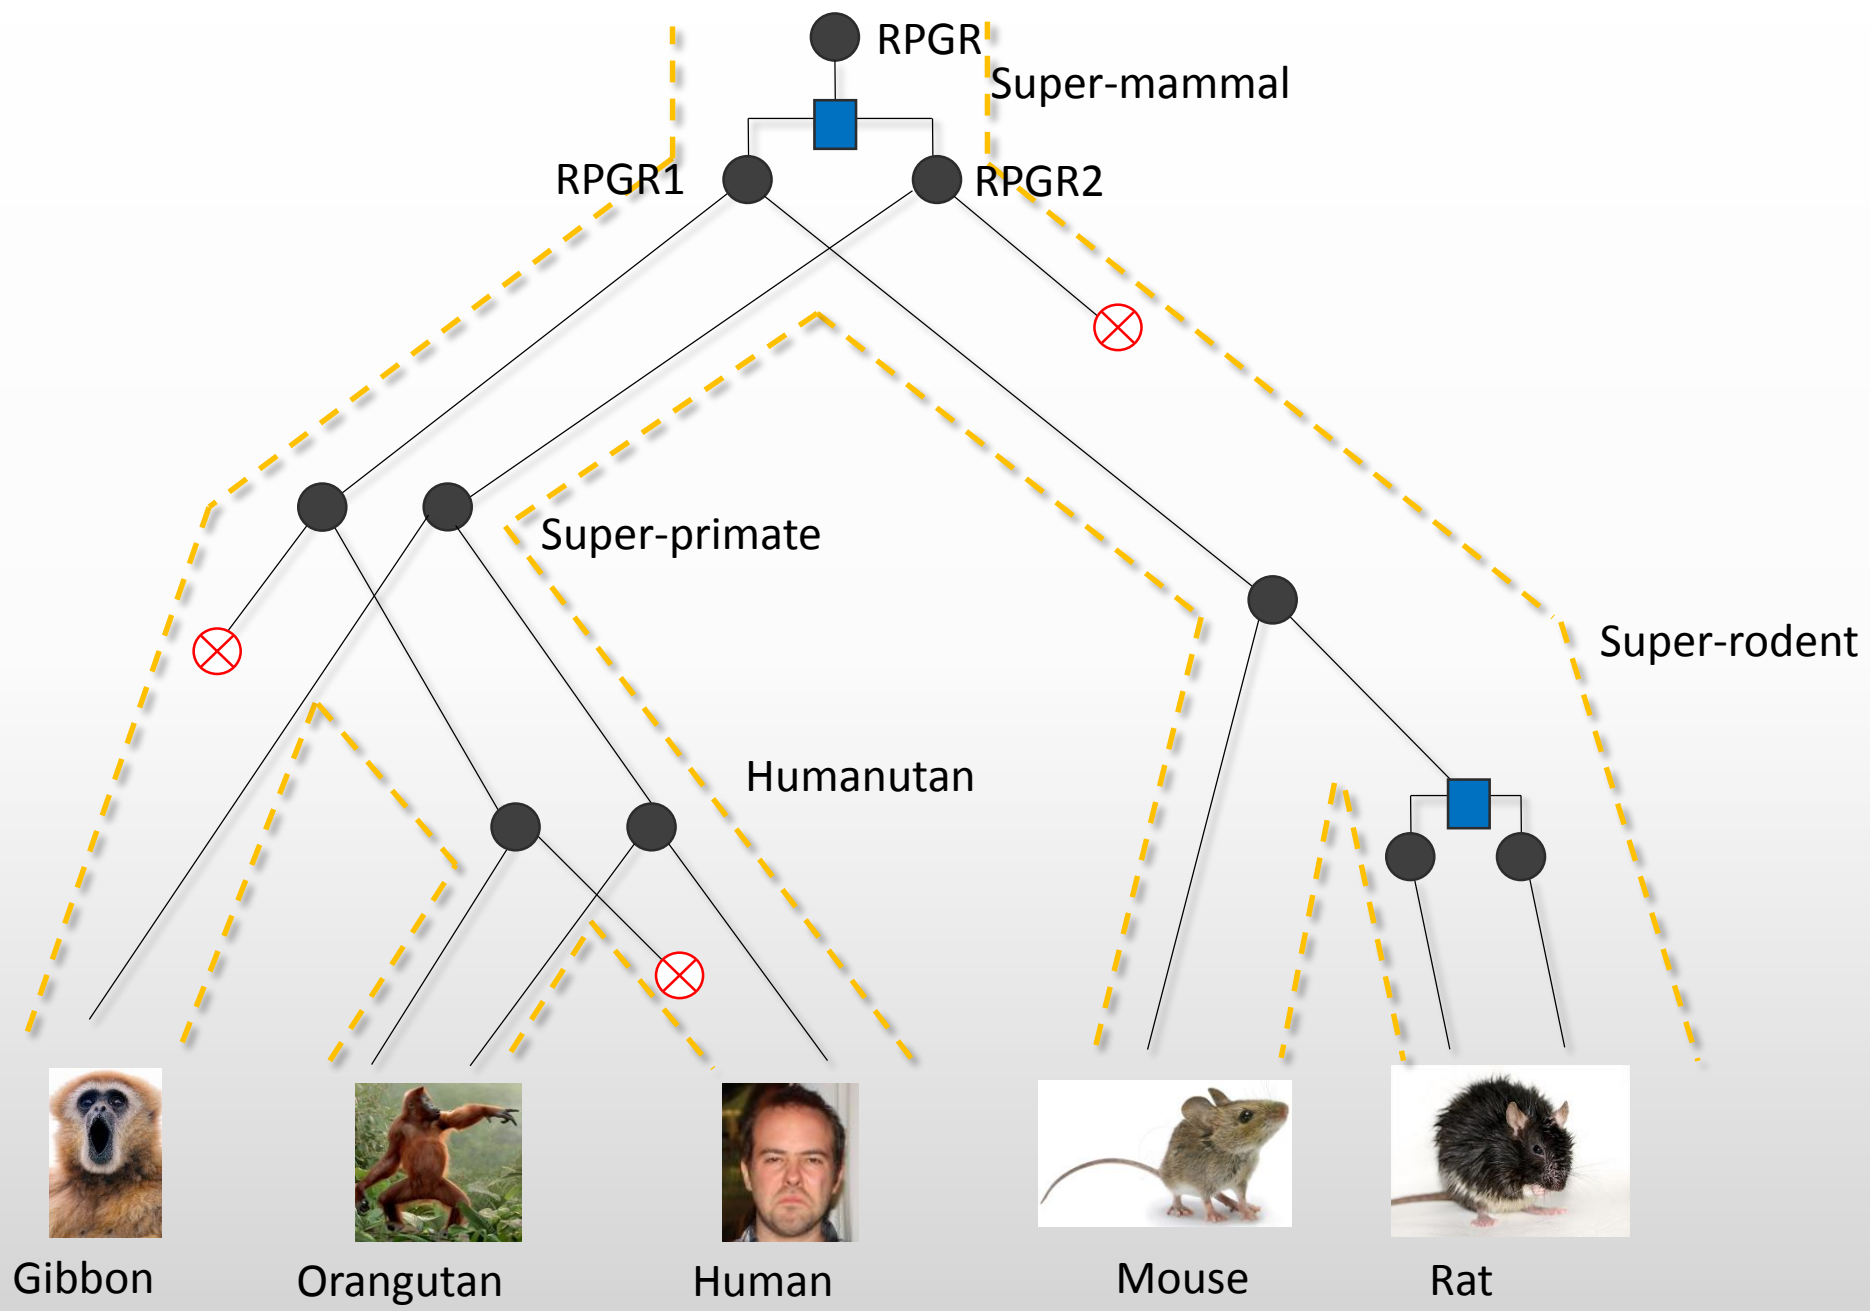 RPGR
Super-mammal
RPGR1
RPGR2
Super-primate
Super-rodent
Humanutan
Gibbon
Orangutan
Human
Mouse
Rat